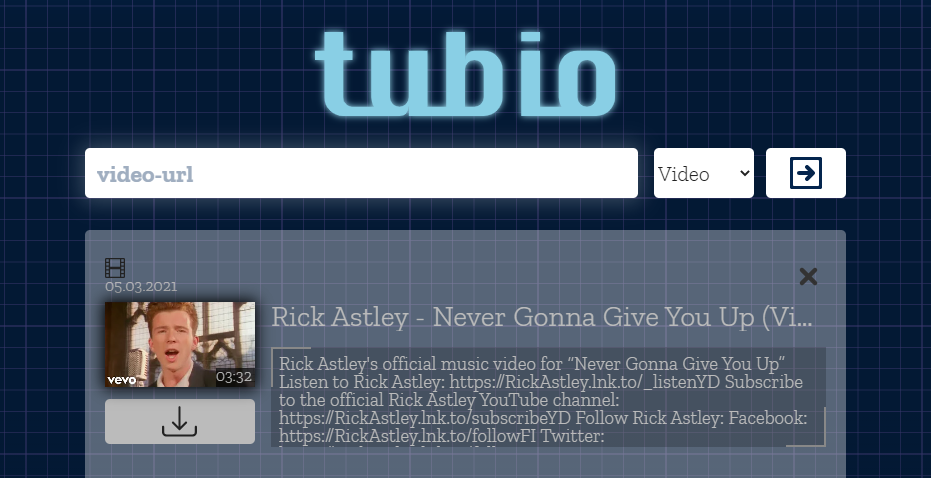 tubio
video-url
Video
05.03.2021
Rick Astley - Never Gonna Give You Up (Vi...
vevo
03:32
Rick Astley's official music video for “Never Gonna Give You Up”
Listen to Rick Astley: https://RickAstley.lnk.to/_listenYD Subscribe
to the official Rick Astley YouTube channel:
https://RickAstley.lnk.to/subscribeYD Follow Rick Astley: Facebook:
https://RickAstley.lnk.to/followFI Twitter: